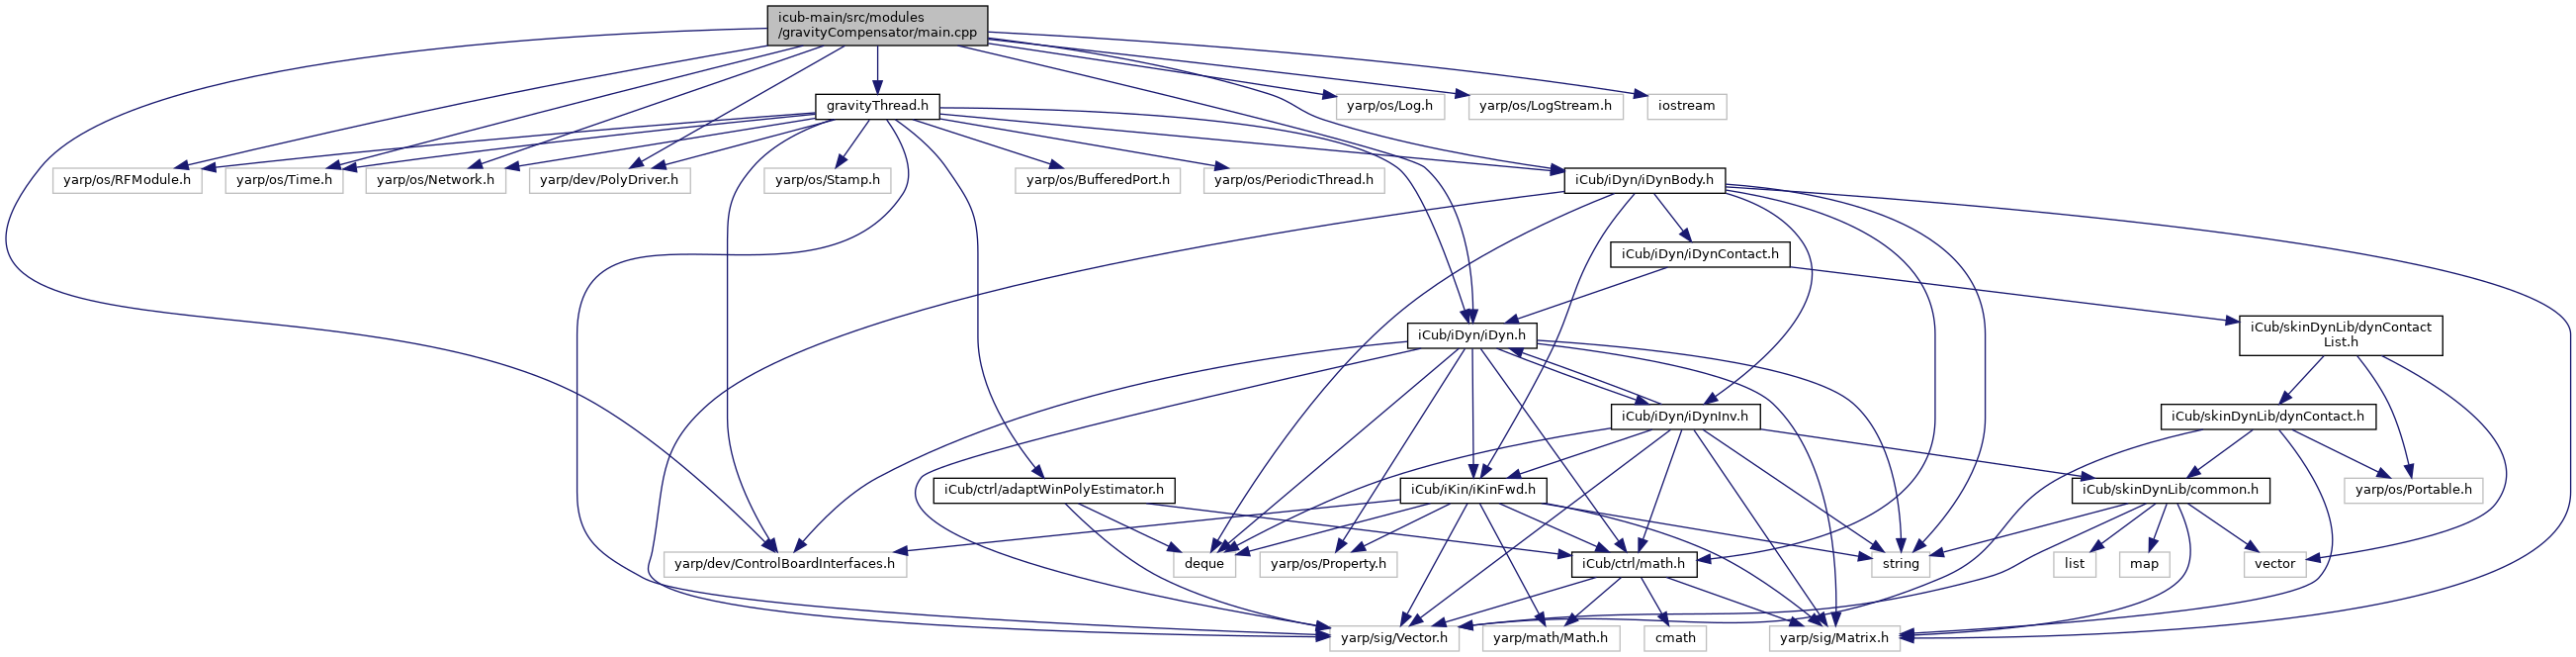 icub-main/src/modules
/gravityCompensator/main.cpp
gravityThread.h
yarp/os/Log.h
yarp/os/LogStream.h
iostream
yarp/os/RFModule.h
yarp/os/Time.h
yarp/os/Network.h
yarp/dev/PolyDriver.h
yarp/os/Stamp.h
yarp/os/BufferedPort.h
yarp/os/PeriodicThread.h
iCub/iDyn/iDynBody.h
iCub/iDyn/iDynContact.h
iCub/iDyn/iDyn.h
iCub/skinDynLib/dynContact
List.h
iCub/iDyn/iDynInv.h
iCub/skinDynLib/dynContact.h
iCub/ctrl/adaptWinPolyEstimator.h
iCub/iKin/iKinFwd.h
iCub/skinDynLib/common.h
yarp/os/Portable.h
yarp/dev/ControlBoardInterfaces.h
deque
yarp/os/Property.h
iCub/ctrl/math.h
string
list
map
vector
yarp/sig/Vector.h
yarp/math/Math.h
cmath
yarp/sig/Matrix.h